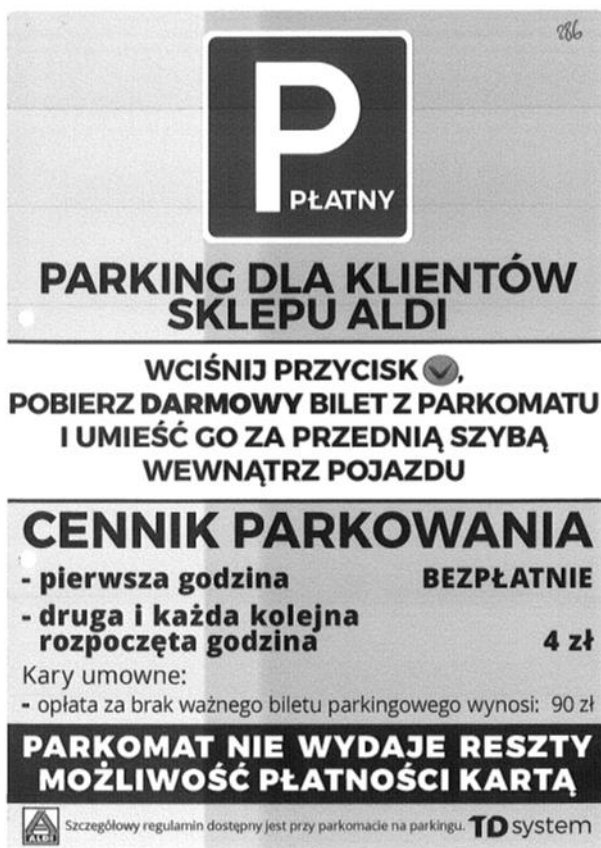 286
P
PŁATNY
PARKING DLA KLIENTÓW
SKLEPU ALDI
WCIŚNIJ PRZYCISK ,
POBIERZ DARMOWY BILET Z PARKOMATU
I UMIEŚĆ GO ZA PRZEDNIĄ SZYBĄ
WEWNĄTRZ POJAZDU
CENNIK PARKOWANIA
- pierwsza godzina BEZPŁATNIE
- druga i każda kolejna
rozpoczęta godzina 4 zł
Kary umowne:
- opłata za brak ważnego biletu parkingowego wynosi: 90 zł
PARKOMAT NIE WYDAJE RESZTY
MOŻLIWOŚĆ PŁATNOŚCI KARTĄ
ALDI Szczegółowy regulamin dostępny jest przy parkomacie na parkingu. TD system